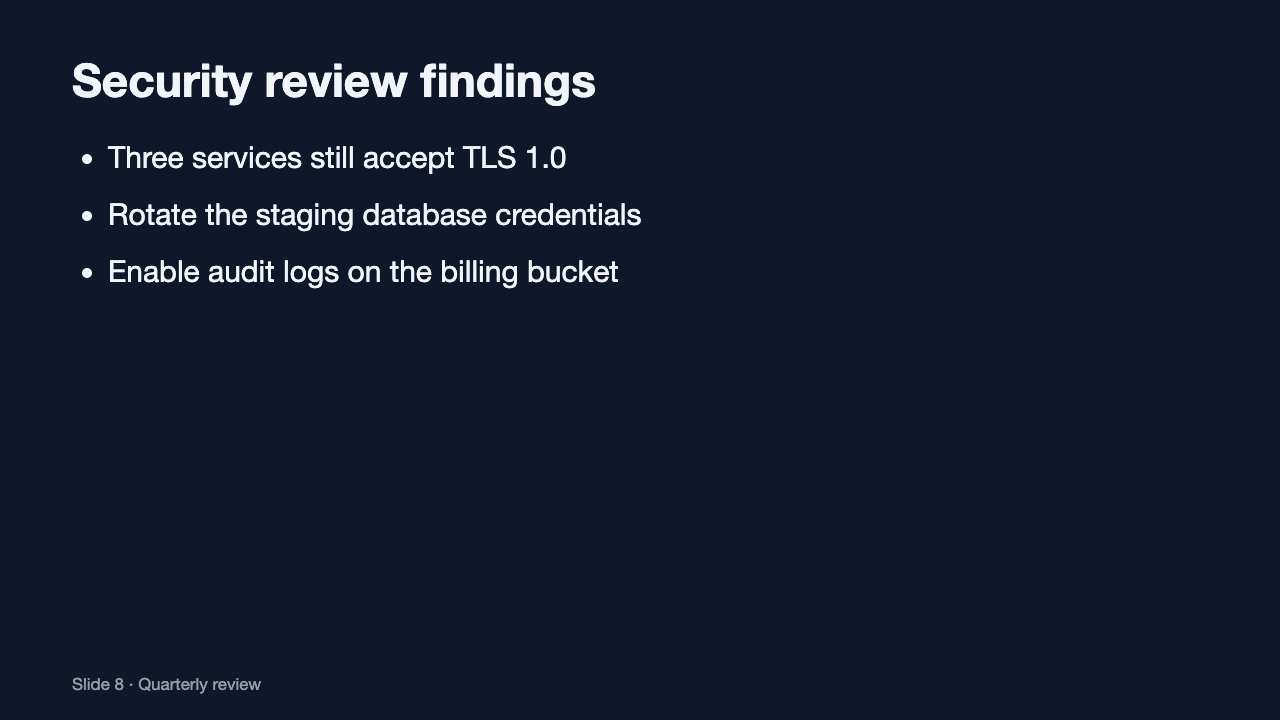 Security review findings
• Three services still accept TLS 1.0
• Rotate the staging database credentials
• Enable audit logs on the billing bucket
Slide 8 · Quarterly review